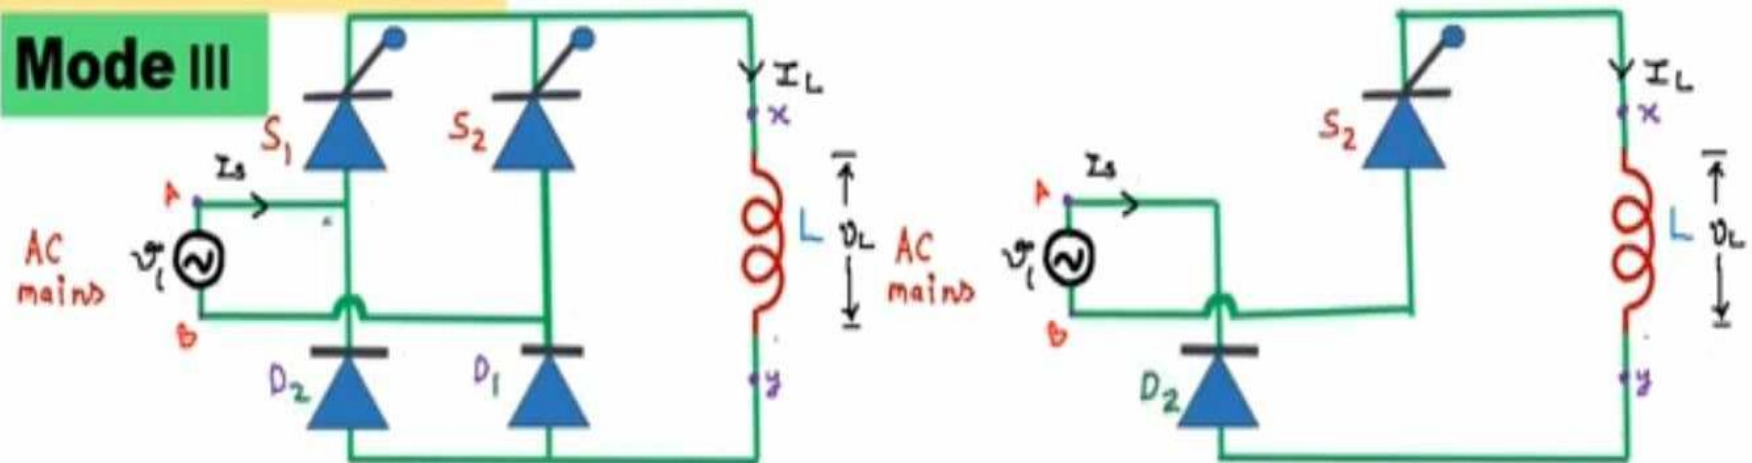 Mode III
S1
S2
IL
x
Is
A
AC
mains
vi
B
L
vL
D2
D1
y
S2
IL
x
Is
A
AC
mains
vi
B
L
vL
D2
y